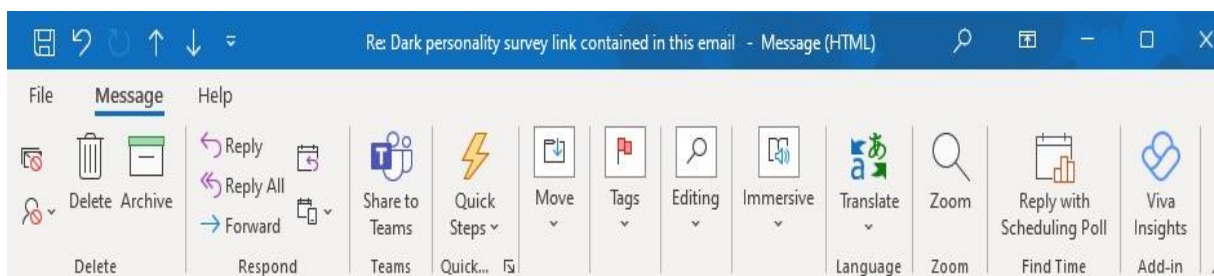 Re: Dark personality survey link contained in this email - Message (HTML)
File Message Help
Delete Archive
Reply
Reply All
Forward
Share to Teams
Quick Steps
Move
Tags
Editing
Immersive
Translate
Zoom
Reply with Scheduling Poll
Viva Insights
Delete Respond Teams Quick... Language Zoom Find Time Add-in